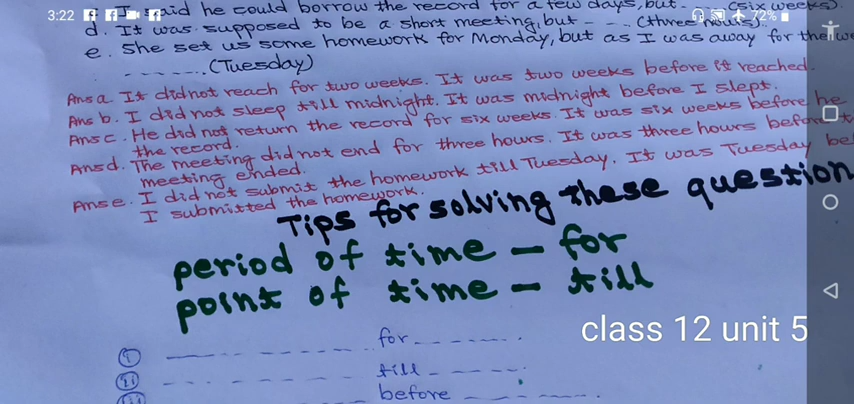 3:22
72%
I said he could borrow the record for a few days, but - - - (six weeks).
d. It was supposed to be a short meeting, but - - - . (three hours).
e. She set us some homework for Monday, but as I was away for the
- - - - - - . (Tuesday)
Ans a. It did not reach for two weeks. It was two weeks before it reached.
Ans b. I did not sleep till midnight. It was midnight before I slept.
Ans c. He did not return the record for six weeks. It was six weeks before he
the record.
Ans d. The meeting did not end for three hours. It was three hours before
meeting ended.
Ans e. I did not submit the homework till Tuesday. It was Tuesday
I submitted the homework.
Tips for solving these question
period of time – for
point of time – till
class 12 unit 5
(i) - - - - - - - - for - - - - - - - .
(ii) - - - - - - - - till - - - - - - .
(iii) before - - - - - - - .